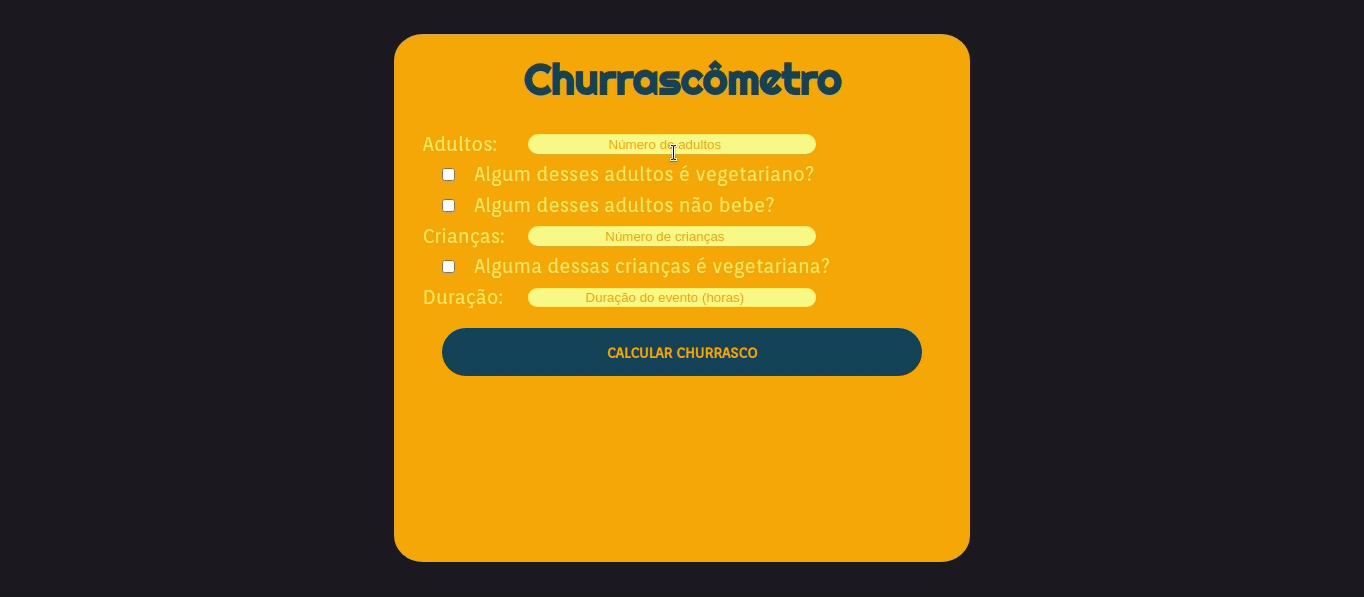 Churrascômetro
Adultos: Número de adultos
Algum desses adultos é vegetariano?
Algum desses adultos não bebe?
Crianças: Número de crianças
Alguma dessas crianças é vegetariana?
Duração: Duração do evento (horas)
CALCULAR CHURRASCO